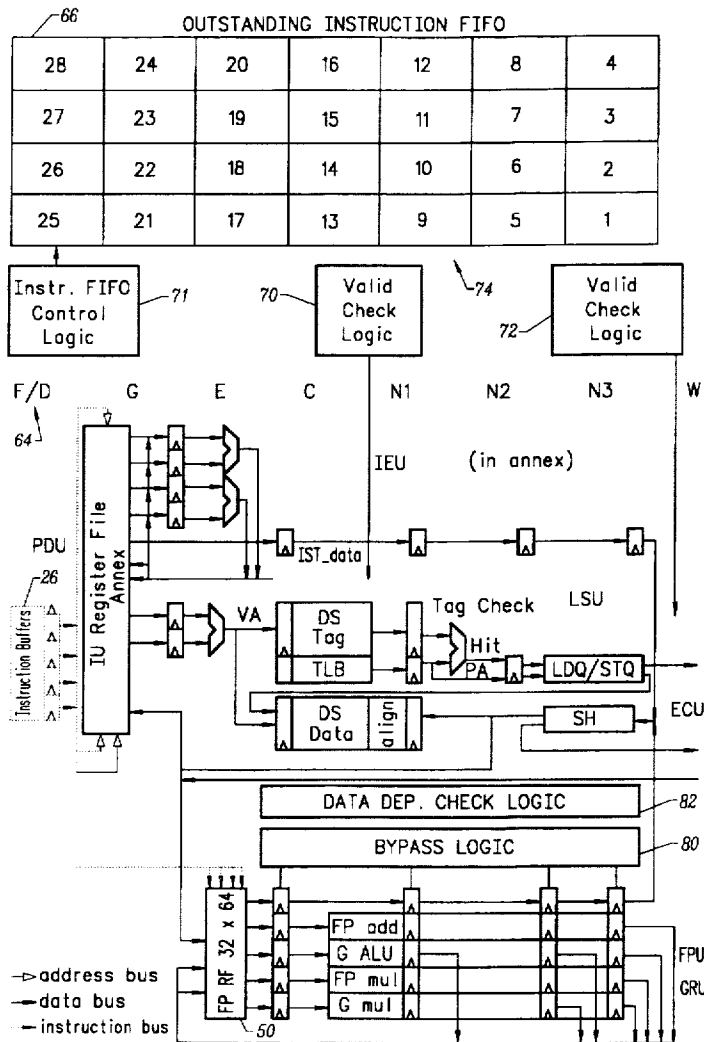 OUTSTANDING INSTRUCTION FIFO
66
28 24 20 16 12 8 4
27 23 19 15 11 7 3
26 22 18 14 10 6 2
25 21 17 13 9 5 1
Instr. FIFO
Control
Logic
71
70
Valid
Check
Logic
74
72
Valid
Check
Logic
F/D G E C N1 N2 N3 W
64
IEU
(in annex)
PDU
IU Register File
Annex
IST_data
26
Instruction Buffers
VA
DS
Tag
TLB
Tag Check
Hit
PA
LSU
LDQ/STQ
DS
Data
align
SH
ECU
DATA DEP. CHECK LOGIC
82
BYPASS LOGIC
80
FP RF 32 x 64
FP add
G ALU
FP mul
G mul
FPU
GRU
50
address bus
data bus
instruction bus